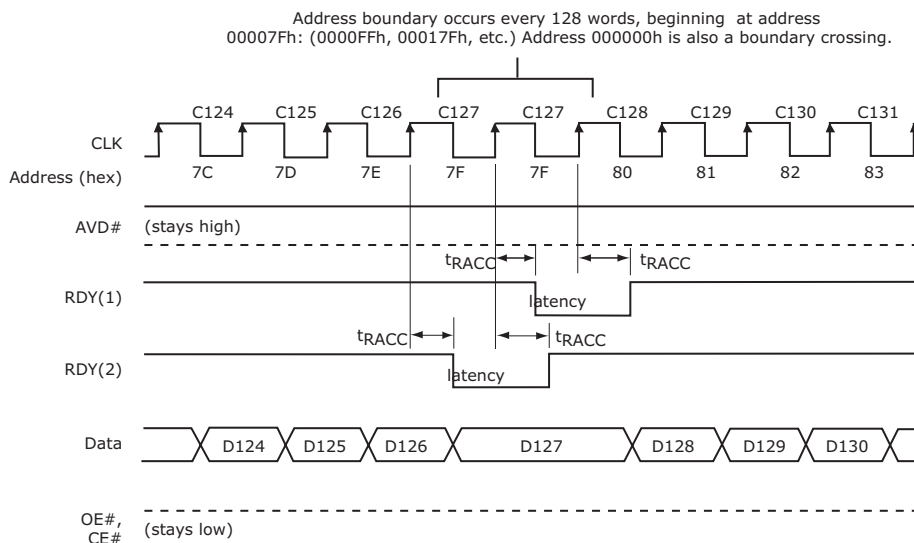 Address boundary occurs every 128 words, beginning at address
00007Fh: (0000FFh, 00017Fh, etc.) Address 000000h is also a boundary crossing.
C124 C125 C126 C127 C127 C128 C129 C130 C131
CLK
Address (hex) 7C 7D 7E 7F 7F 80 81 82 83
AVD# (stays high)
tRACC tRACC
RDY(1) latency
tRACC tRACC
RDY(2) latency
Data D124 D125 D126 D127 D128 D129 D130
OE#,
CE# (stays low)